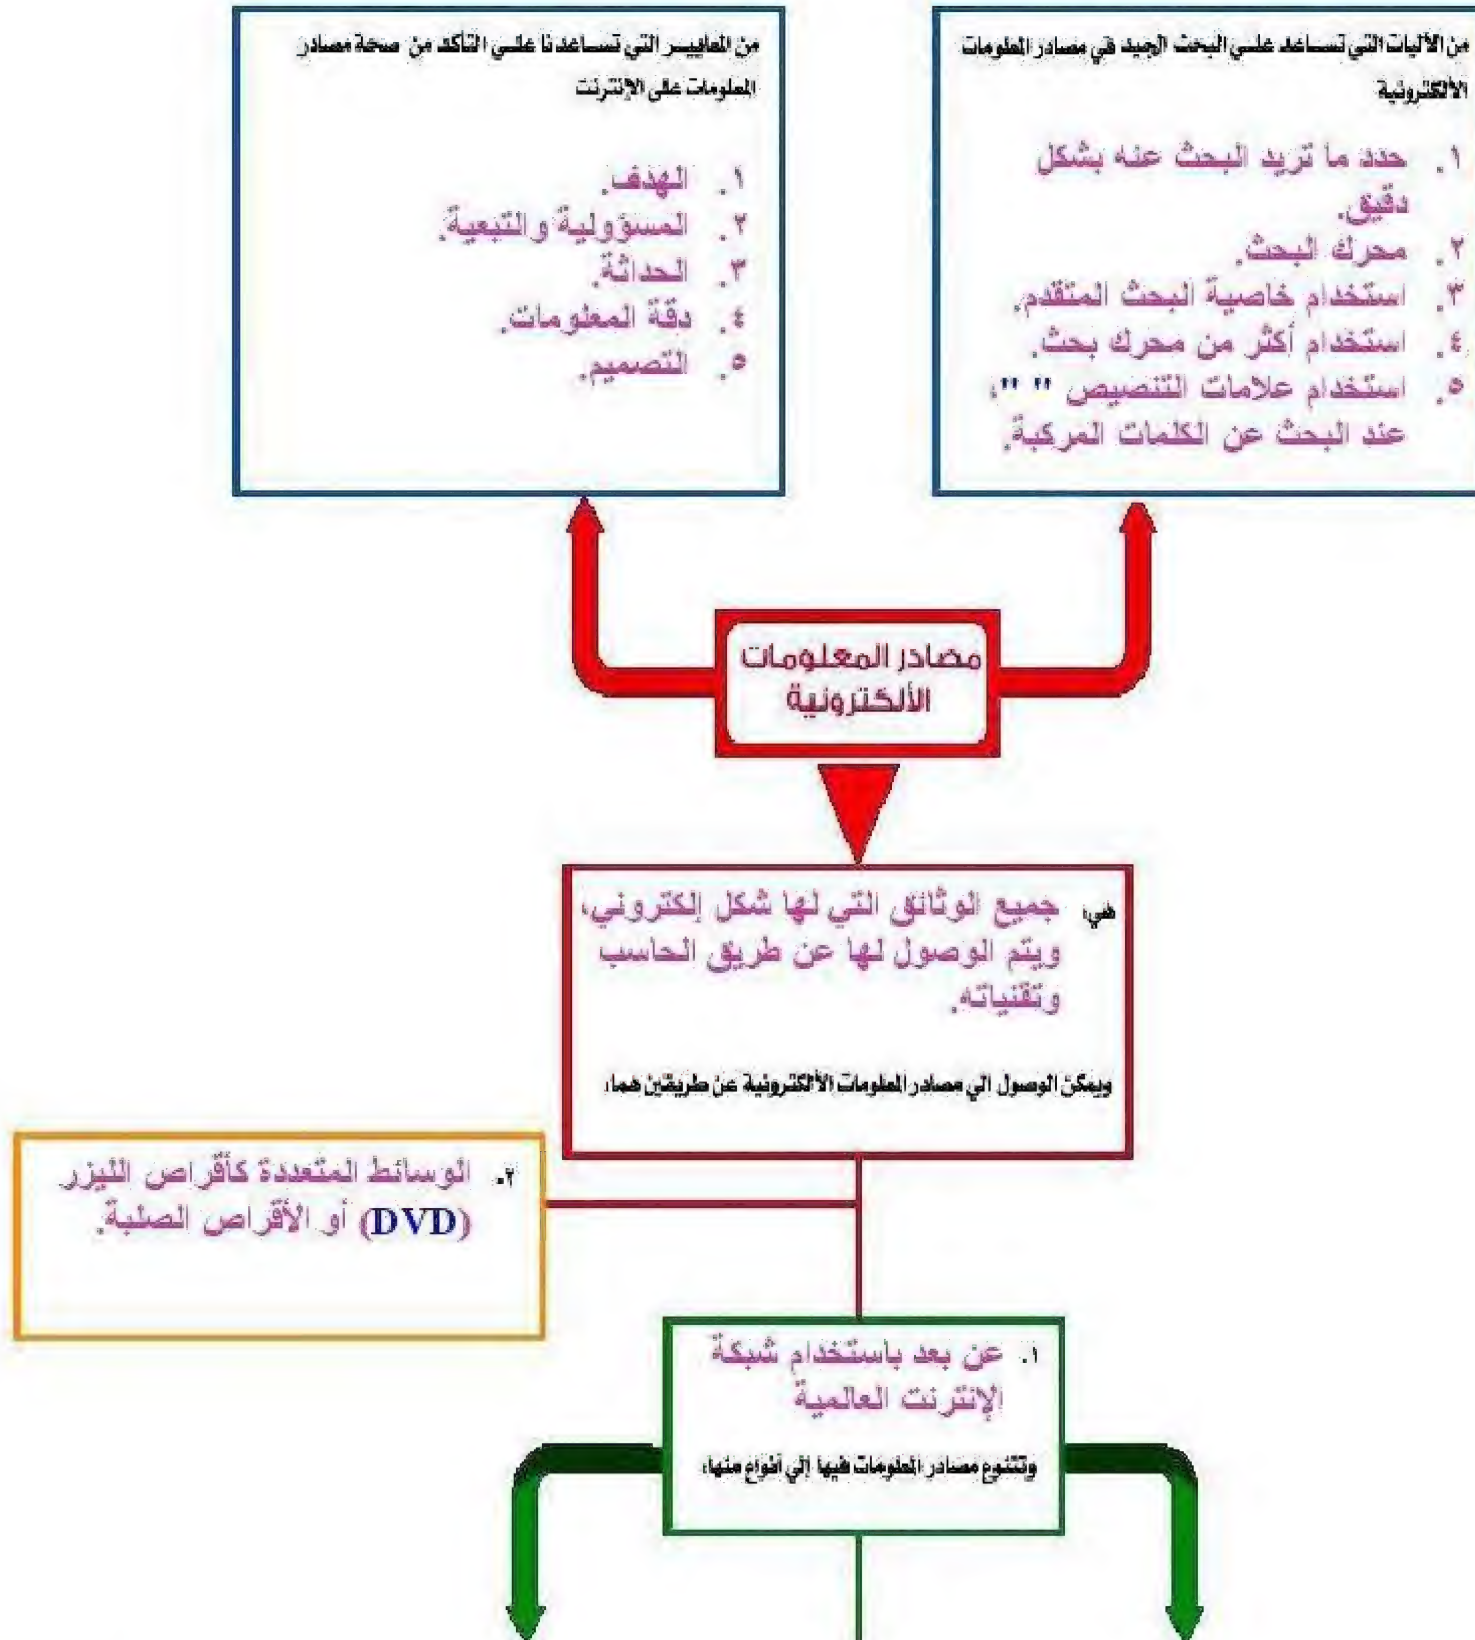 من الأليات التي تساعد على البحث الجيد في مصادر المعلومات
الألكترونية
١. حدد ما تريد البحث عنه بشكل
دقيق.
٢. محرك البحث.
٣. استخدام خاصية البحث المتقدم.
٤. استخدام أكثر من محرك بحث.
٥. استخدام علامات التنصيص " "،
عند البحث عن الكلمات المركبة.
من المعاييـر التي تساعدنا على التأكد من صحة مصادر
المعلومات على الإنترنت
١. الهدف.
٢. المسؤولية والتبعية.
٣. الحداثة.
٤. دقة المعلومات.
٥. التصميم.
مصادر المعلومات
الألكترونية
هي: جميع الوثائق التي لها شكل إلكتروني،
ويتم الوصول لها عن طريق الحاسب
وتقنياته.
ويمكن الوصول الي مصادر المعلومات الألكترونية عن طريقتين هما:
٢. الوسائط المتعددة كأقراص الليزر
(DVD) أو الأقراص الصلبة.
١. عن بعد باستخدام شبكة
الإنترنت العالمية
وتتنوع مصادر المعلومات فيها إلي أنواع منها: